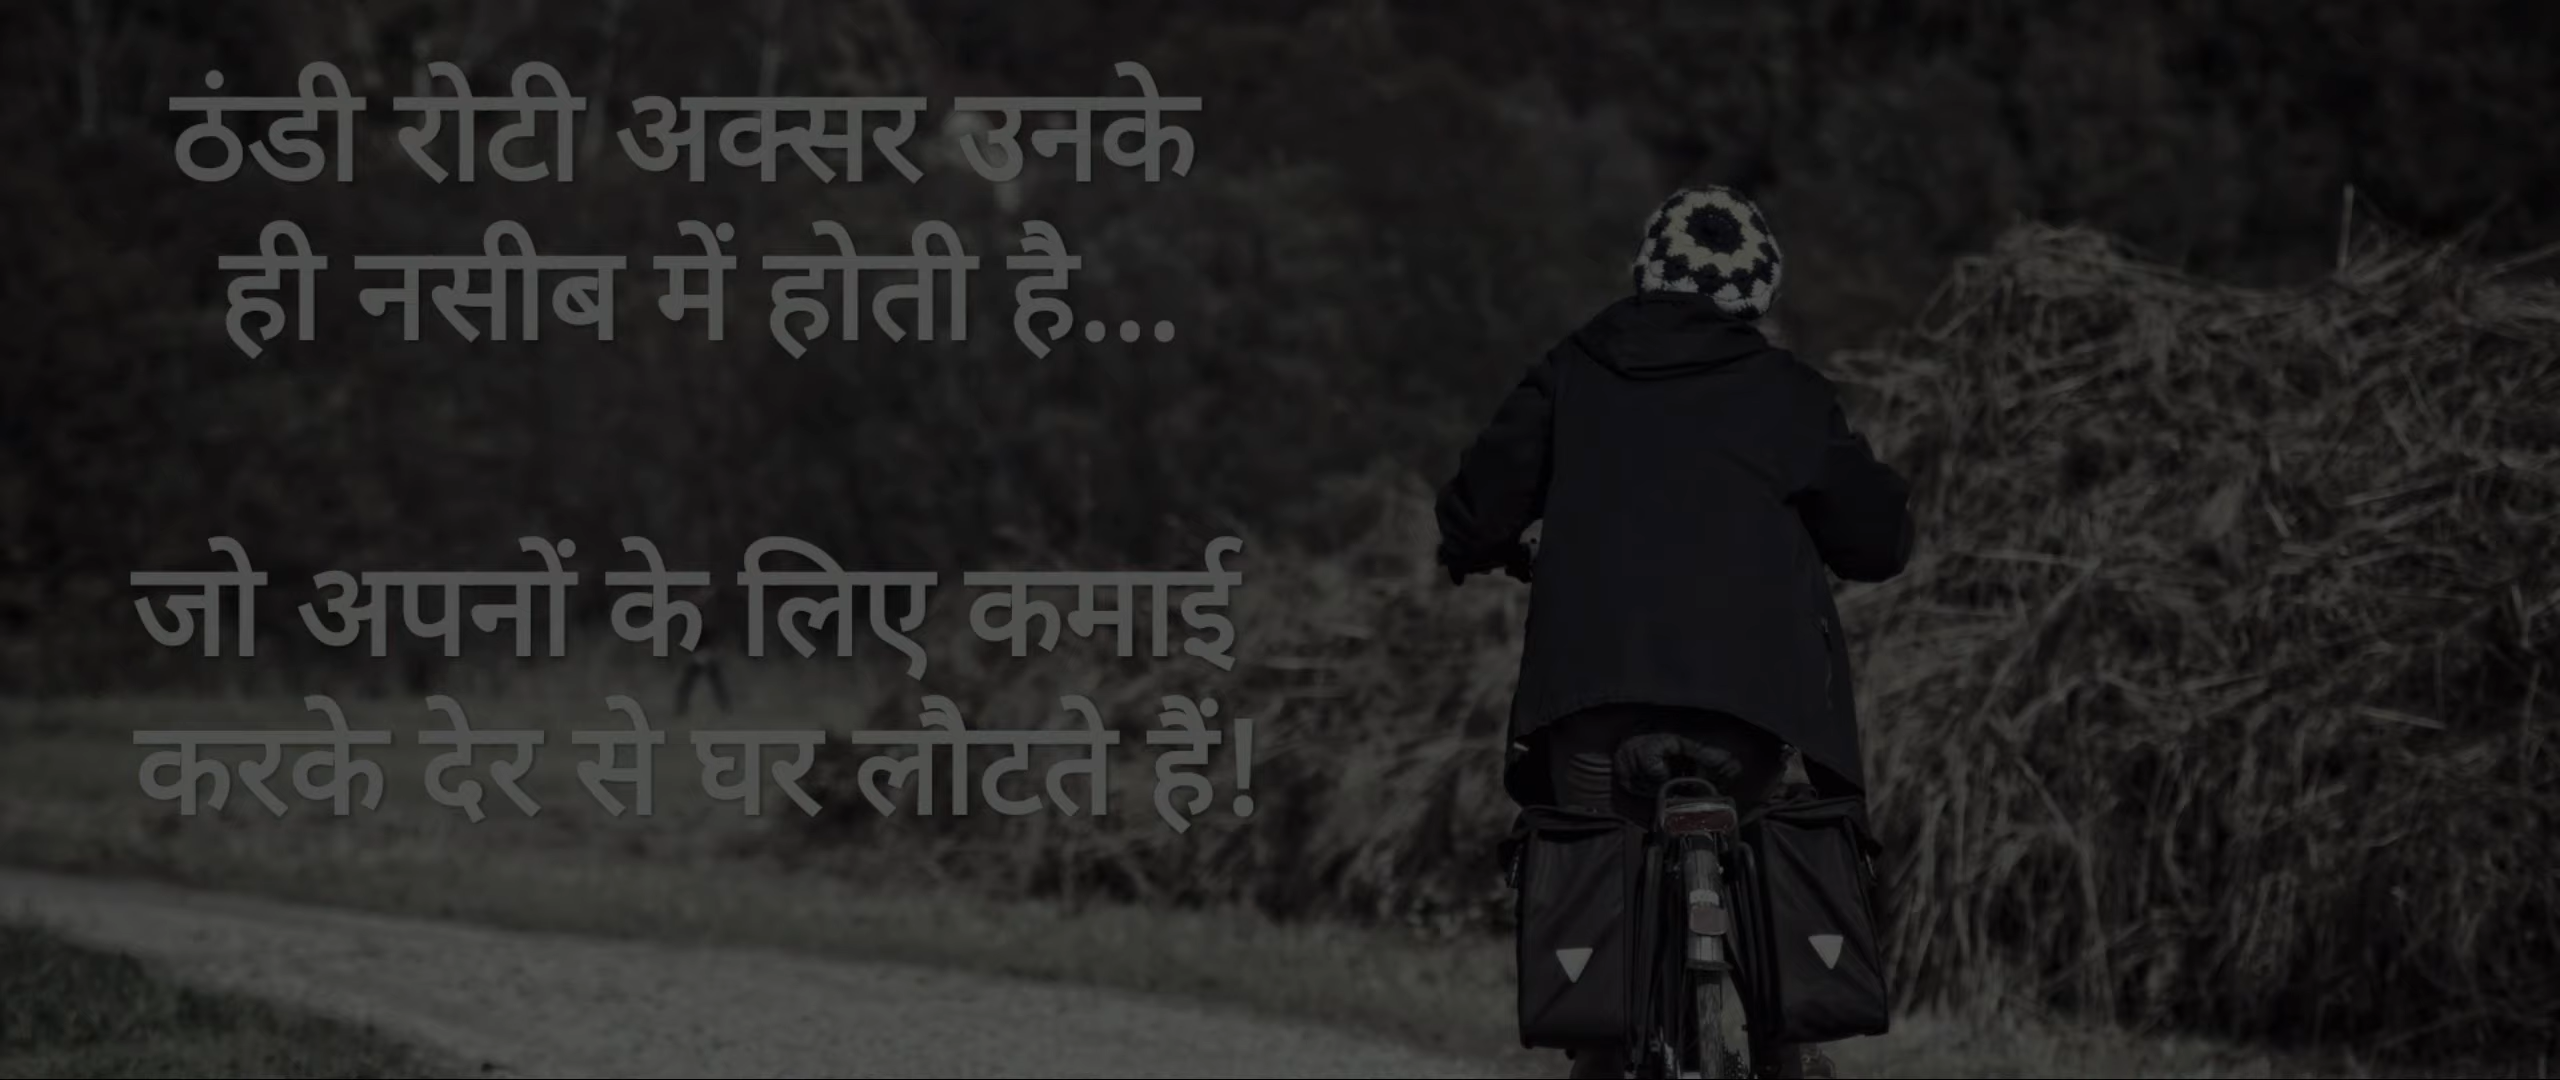 ठंडी रोटी अक्सर उनके
ही नसीब में होती है...
जो अपनों के लिए कमाई
करके देर से घर लौटते हैं!